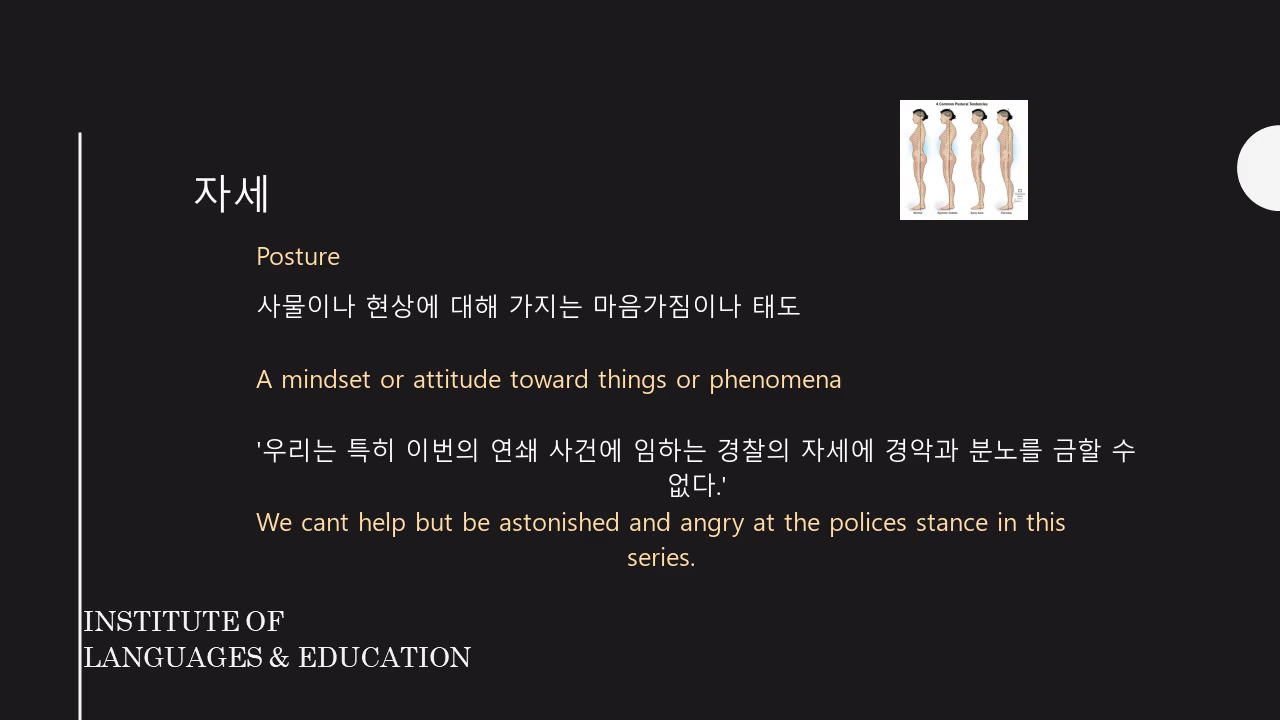 4 Common Postural Tendencies
자세
Posture
사물이나 현상에 대해 가지는 마음가짐이나 태도
A mindset or attitude toward things or phenomena
'우리는 특히 이번의 연쇄 사건에 임하는 경찰의 자세에 경악과 분노를 금할 수
없다.'
We cant help but be astonished and angry at the polices stance in this
series.
INSTITUTE OF
LANGUAGES & EDUCATION